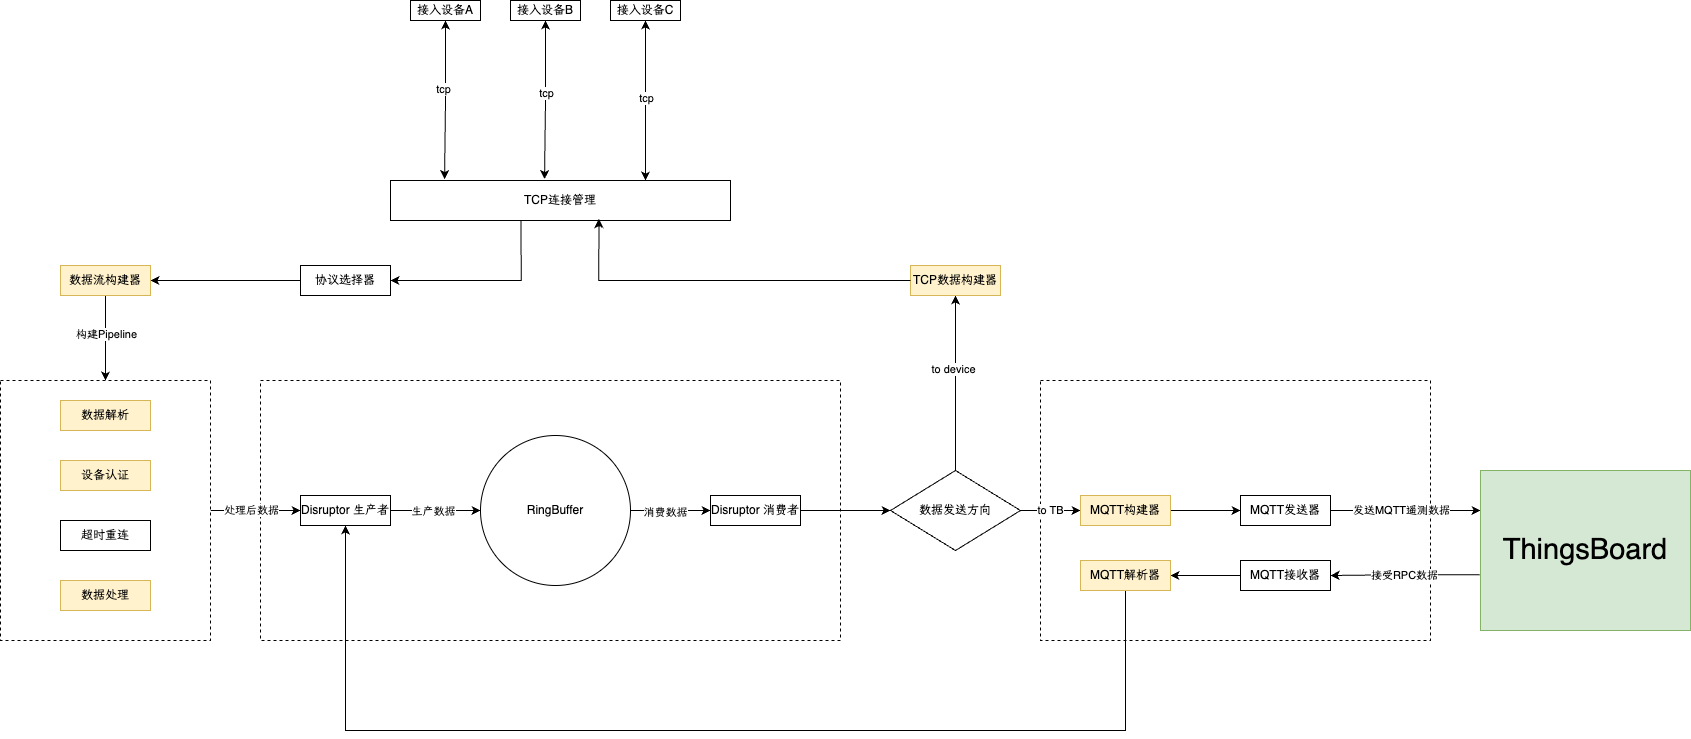 接入设备A
接入设备B
接入设备C
tcp
tcp
tcp
TCP连接管理
数据流构建器
协议选择器
TCP数据构建器
构建Pipeline
to device
数据解析
设备认证
超时重连
数据处理
处理后数据
Disruptor 生产者
生产数据
RingBuffer
消费数据
Disruptor 消费者
数据发送方向
to TB
MQTT构建器
MQTT发送器
发送MQTT遥测数据
ThingsBoard
MQTT解析器
MQTT接收器
接受RPC数据